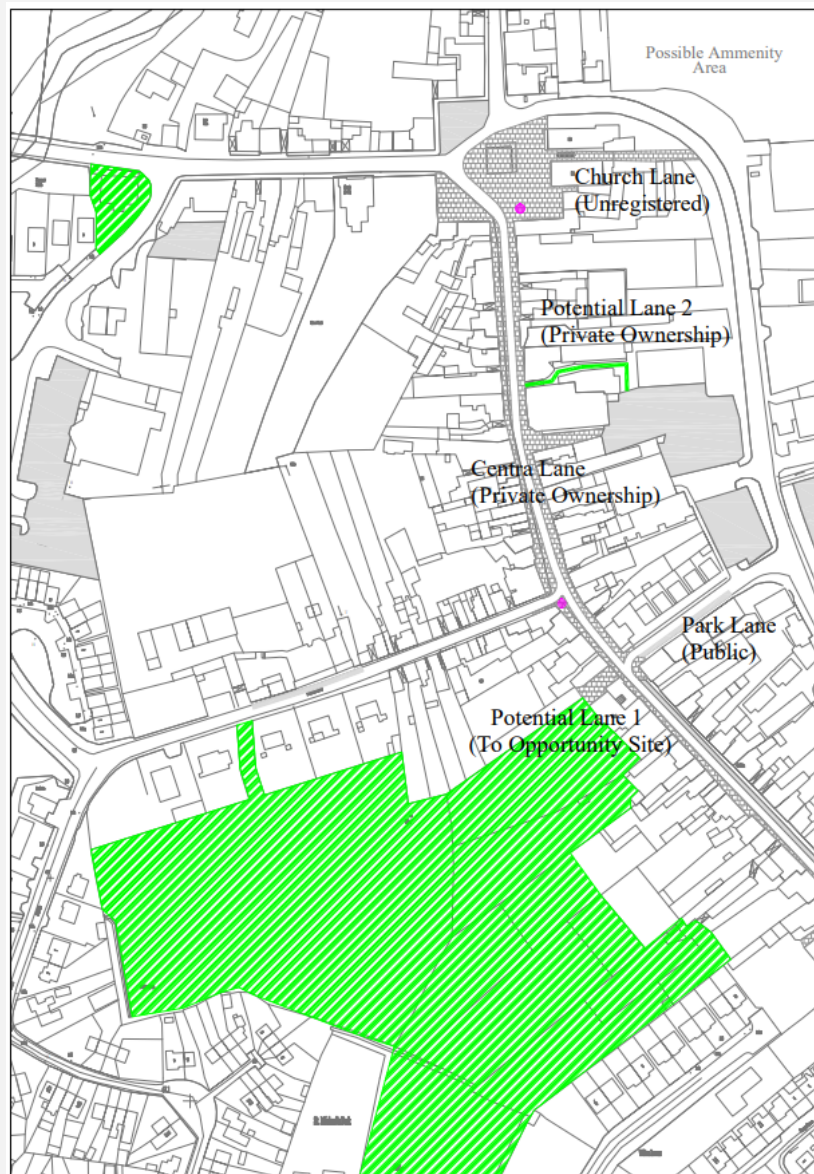 Possible Ammenity
Area
Church Lane
(Unregistered)
Potential Lane 2
(Private Ownership)
Centra Lane
(Private Ownership)
Park Lane
(Public)
Potential Lane 1
(To Opportunity Site)